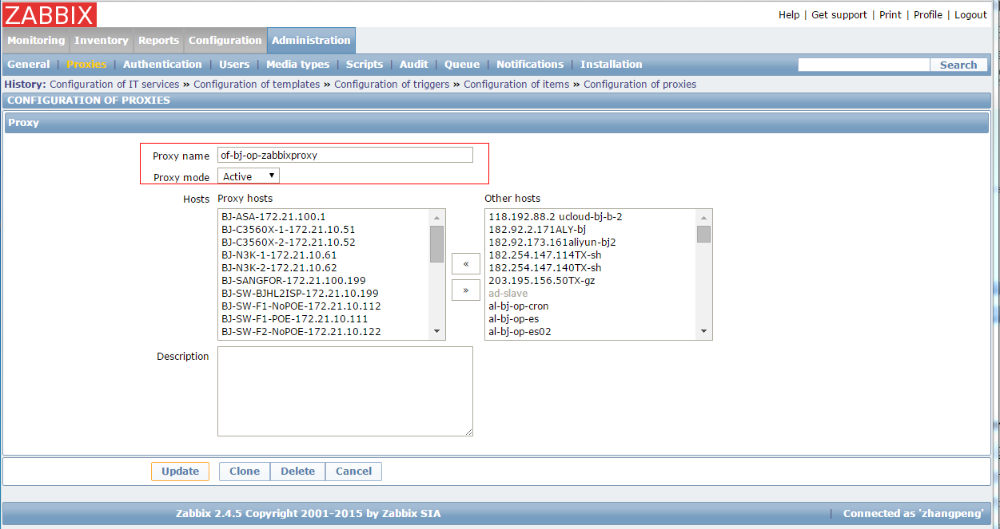 ZABBIX
Help | Get support | Print | Profile | Logout
Monitoring Inventory Reports Configuration Administration
General | Proxies | Authentication | Users | Media types | Scripts | Audit | Queue | Notifications | Installation Search
History: Configuration of IT services » Configuration of templates » Configuration of triggers » Configuration of items » Configuration of proxies
CONFIGURATION OF PROXIES
Proxy
Proxy name of-bj-op-zabbixproxy
Proxy mode Active
Hosts Proxy hosts Other hosts
BJ-ASA-172.21.100.1 118.192.88.2 ucloud-bj-b-2
BJ-C3560X-1-172.21.10.51 182.92.2.171ALY-bj
BJ-C3560X-2-172.21.10.52 182.92.173.161aliyun-bj2
BJ-N3K-1-172.21.10.61 182.254.147.114TX-sh
BJ-N3K-2-172.21.10.62 « 182.254.147.140TX-sh
BJ-SANGFOR-172.21.100.199 203.195.156.50TX-gz
BJ-SW-BJHL2ISP-172.21.10.199 » ad-slave
BJ-SW-F1-NoPOE-172.21.10.112 al-bj-op-cron
BJ-SW-F1-POE-172.21.10.111 al-bj-op-es
BJ-SW-F2-NoPOE-172.21.10.122 al-bj-op-es02
Description
Update Clone Delete Cancel
Zabbix 2.4.5 Copyright 2001-2015 by Zabbix SIA | Connected as 'zhangpeng'